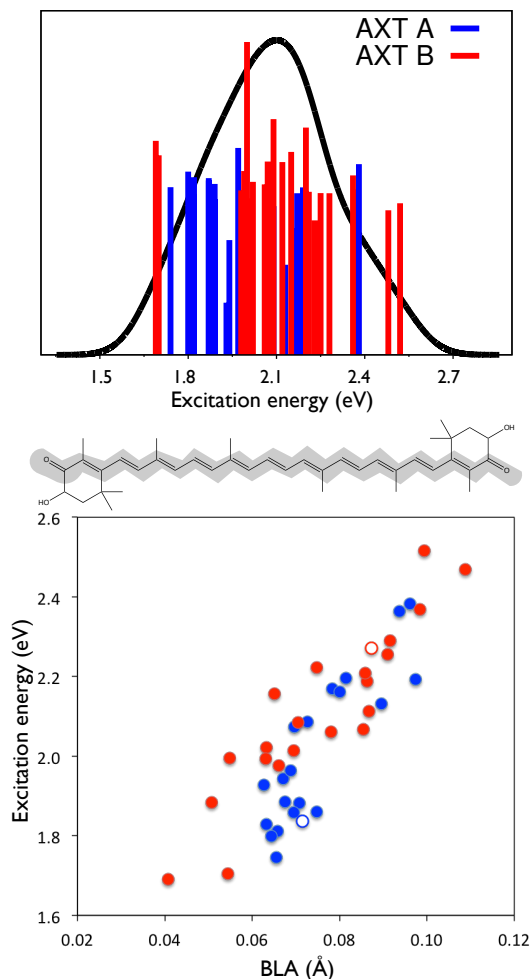 AXT A
AXT B
1.5 1.8 2.1 2.4 2.7
Excitation energy (eV)
OH
O
O
HO
2.6
2.4
2.2
2.0
1.8
1.6
Excitation energy (eV)
0.02 0.04 0.06 0.08 0.10 0.12
BLA (Å)